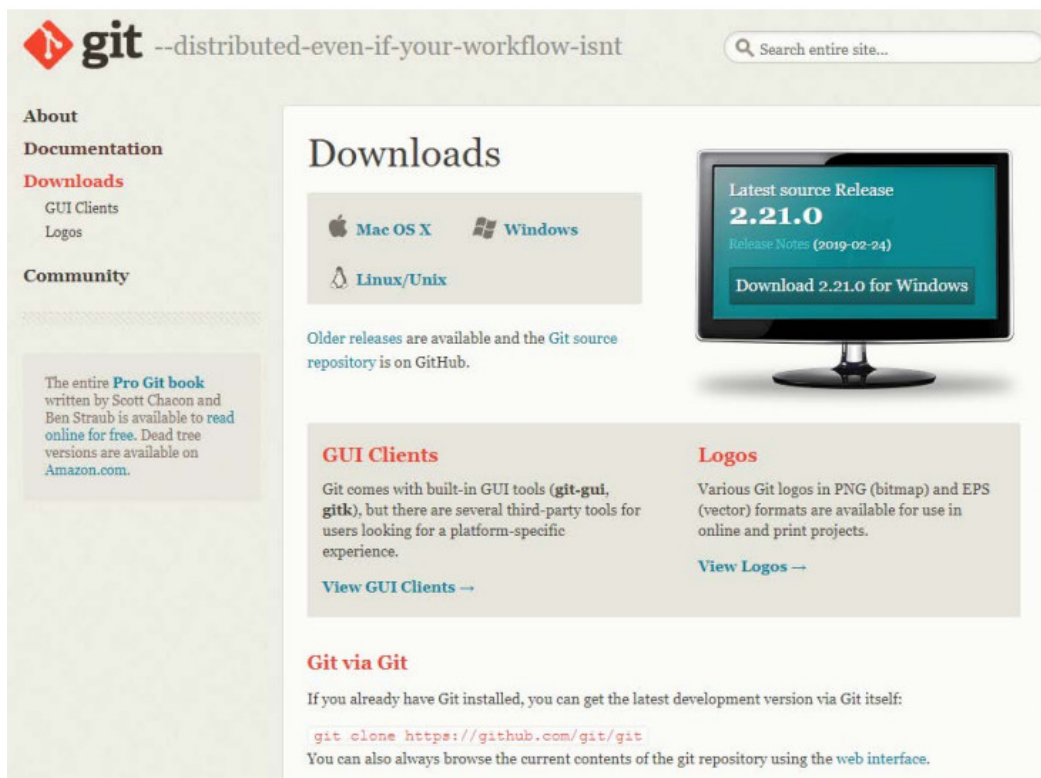 git --distributed-even-if-your-workflow-isnt
Search entire site...
About
Documentation
Downloads
GUI Clients
Logos
Community
The entire Pro Git book
written by Scott Chacon and
Ben Straub is available to read
online for free. Dead tree
versions are available on
Amazon.com.
Downloads
Mac OS X
Windows
Linux/Unix
Older releases are available and the Git source
repository is on GitHub.
Latest source Release
2.21.0
Release Notes (2019-02-24)
Download 2.21.0 for Windows
GUI Clients
Git comes with built-in GUI tools (git-gui,
gitk), but there are several third-party tools for
users looking for a platform-specific
experience.
View GUI Clients →
Logos
Various Git logos in PNG (bitmap) and EPS
(vector) formats are available for use in
online and print projects.
View Logos →
Git via Git
If you already have Git installed, you can get the latest development version via Git itself:
git clone https://github.com/git/git
You can also always browse the current contents of the git repository using the web interface.